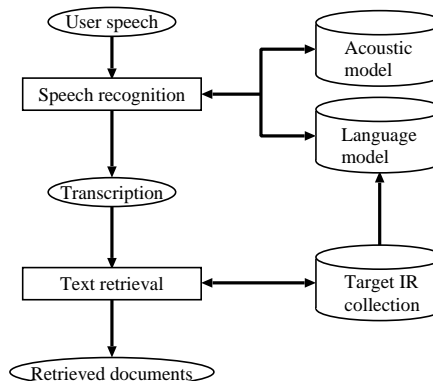 User speech
Acoustic
model
Speech recognition
Language
model
Transcription
Text retrieval
Target IR
collection
Retrieved documents